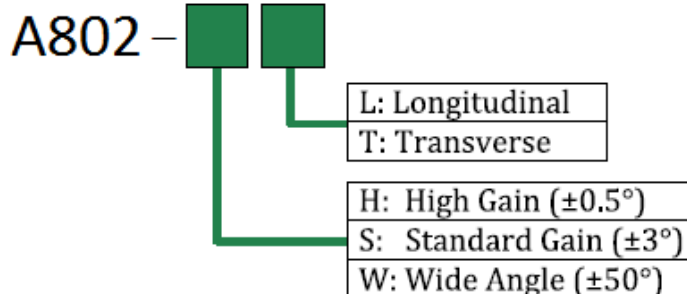 A802 –
L: Longitudinal
T: Transverse
H: High Gain (±0.5°)
S: Standard Gain (±3°)
W: Wide Angle (±50°)